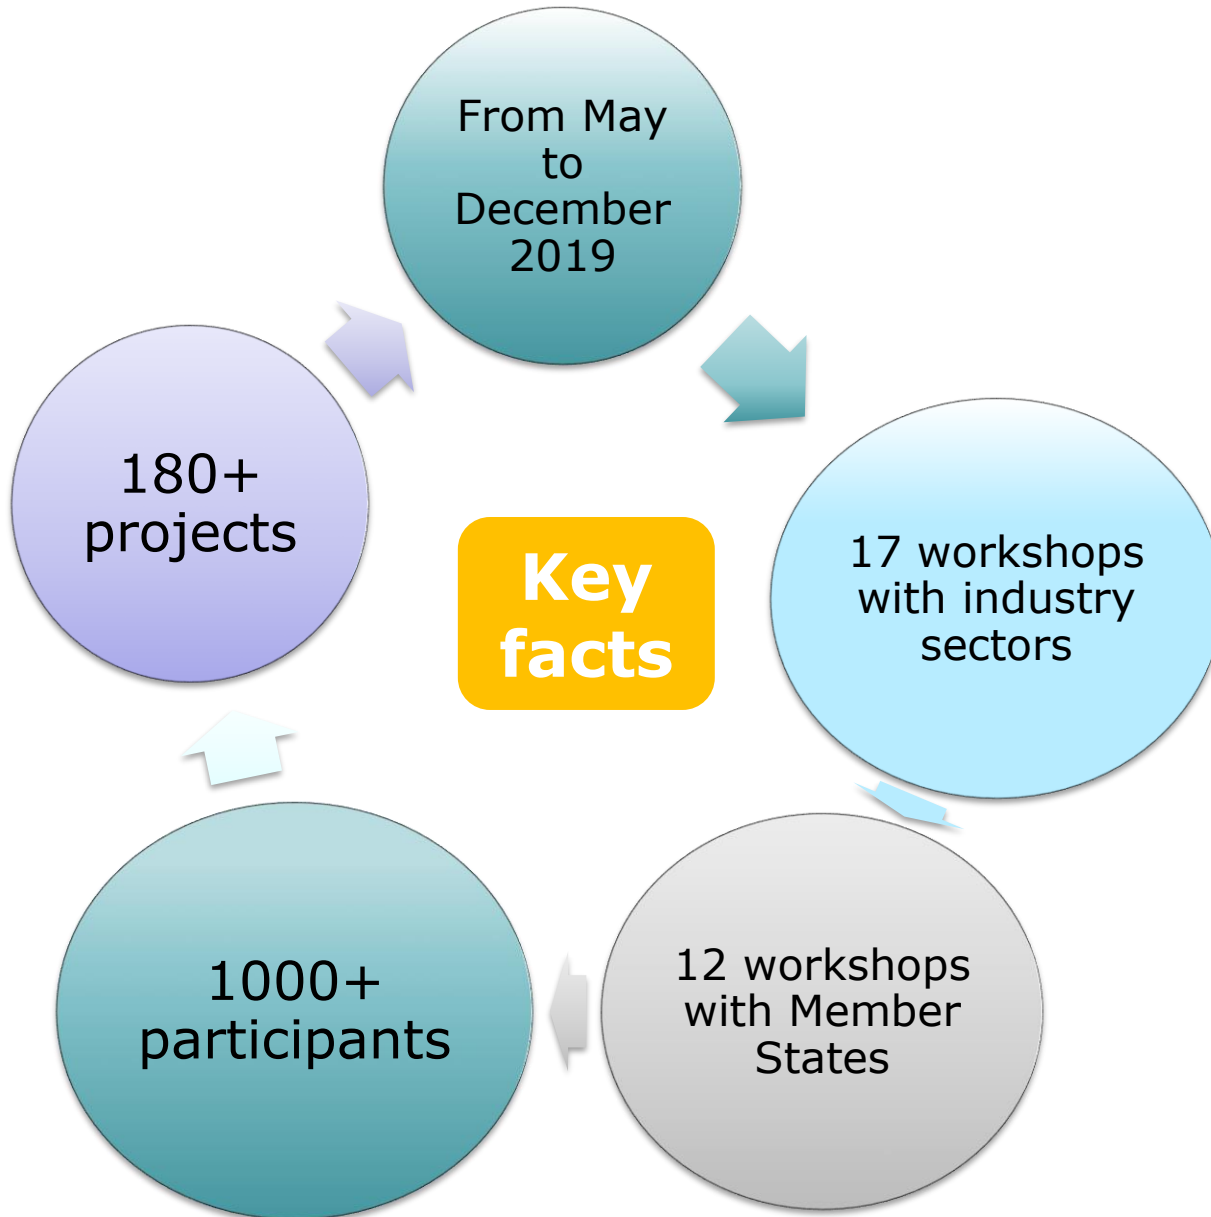 From May
to
December
2019
17 workshops
with industry
sectors
12 workshops
with Member
States
1000+
participants
180+
projects
Key
facts